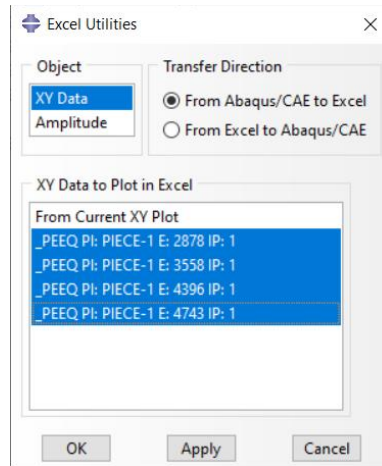 Excel Utilities
Object
XY Data
Amplitude
Transfer Direction
From Abaqus/CAE to Excel
From Excel to Abaqus/CAE
XY Data to Plot in Excel
From Current XY Plot
_PEEQ PI: PIECE-1 E: 2878 IP: 1
_PEEQ PI: PIECE-1 E: 3558 IP: 1
_PEEQ PI: PIECE-1 E: 4396 IP: 1
_PEEQ PI: PIECE-1 E: 4743 IP: 1
OK Apply Cancel